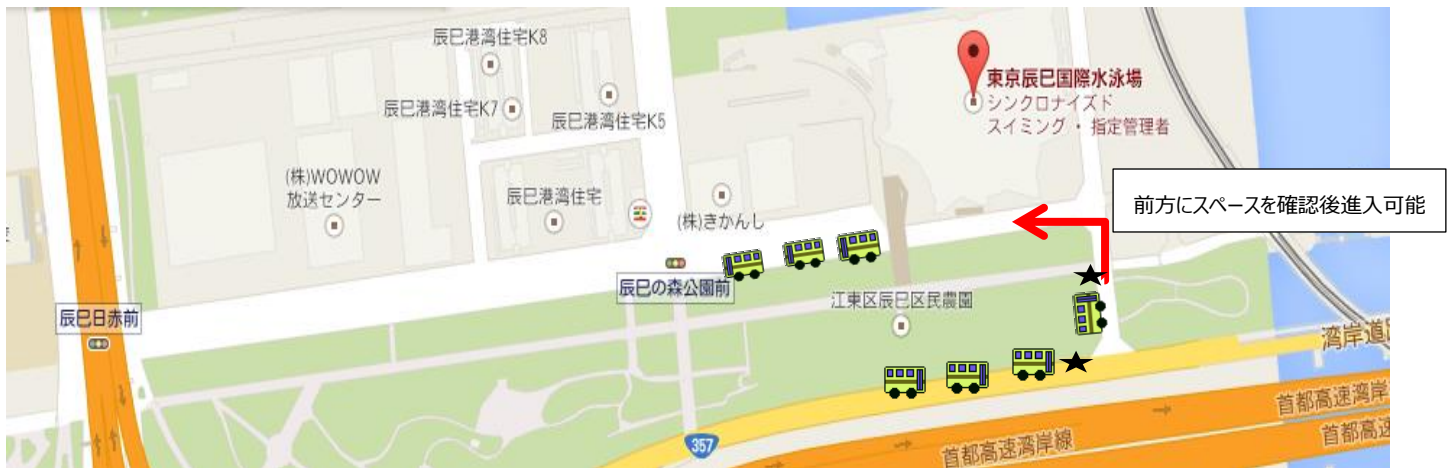 辰巳港湾住宅K8
辰巳港湾住宅K7
辰巳港湾住宅K5
東京辰巳国際水泳場
シンクロナイズド
スイミング ・ 指定管理者
(株)WOWOW
放送センター
辰巳港湾住宅
(株)きかんし
前方にスペースを確認後進入可能
辰巳の森公園前
辰巳日赤前
江東区辰巳区民農園
湾岸道
357
首都高速湾岸線
首都高速湾岸
首都高速